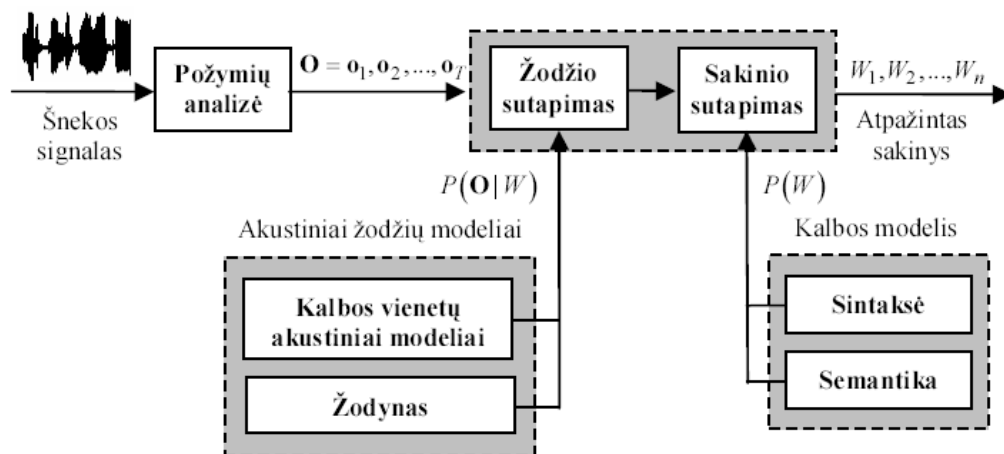 Šnekos
signalas
Požymių
analizė
O = o₁, o₂, ..., o_T
Žodžio
sutapimas
Sakinio
sutapimas
W₁, W₂, ..., Wₙ
Atpažintas
sakinys
P(O | W)
P(W)
Akustiniai žodžių modeliai
Kalbos vienetų
akustiniai modeliai
Žodynas
Kalbos modelis
Sintaksė
Semantika